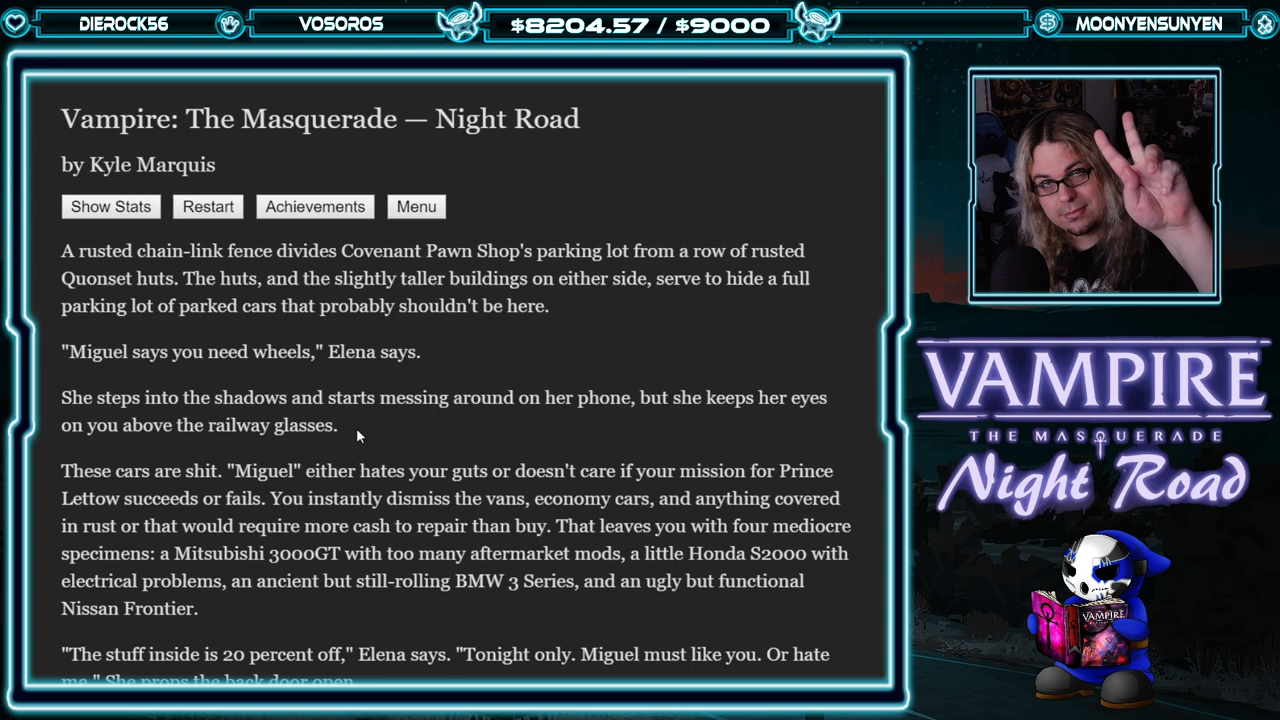 DIEROCK56
VOSOROS
$8204.57 / $9000
MOONYENSUNYEN
Vampire: The Masquerade — Night Road
by Kyle Marquis
Show Stats
Restart
Achievements
Menu
A rusted chain-link fence divides Covenant Pawn Shop's parking lot from a row of rusted
Quonset huts. The huts, and the slightly taller buildings on either side, serve to hide a full
parking lot of parked cars that probably shouldn't be here.
"Miguel says you need wheels," Elena says.
She steps into the shadows and starts messing around on her phone, but she keeps her eyes
on you above the railway glasses.
These cars are shit. "Miguel" either hates your guts or doesn't care if your mission for Prince
Lettow succeeds or fails. You instantly dismiss the vans, economy cars, and anything covered
in rust or that would require more cash to repair than buy. That leaves you with four mediocre
specimens: a Mitsubishi 3000GT with too many aftermarket mods, a little Honda S2000 with
electrical problems, an ancient but still-rolling BMW 3 Series, and an ugly but functional
Nissan Frontier.
"The stuff inside is 20 percent off," Elena says. "Tonight only. Miguel must like you. Or hate
me." She props the back door open.
VAMPIRE
THE MASQUERADE
Night Road
VAMPIRE